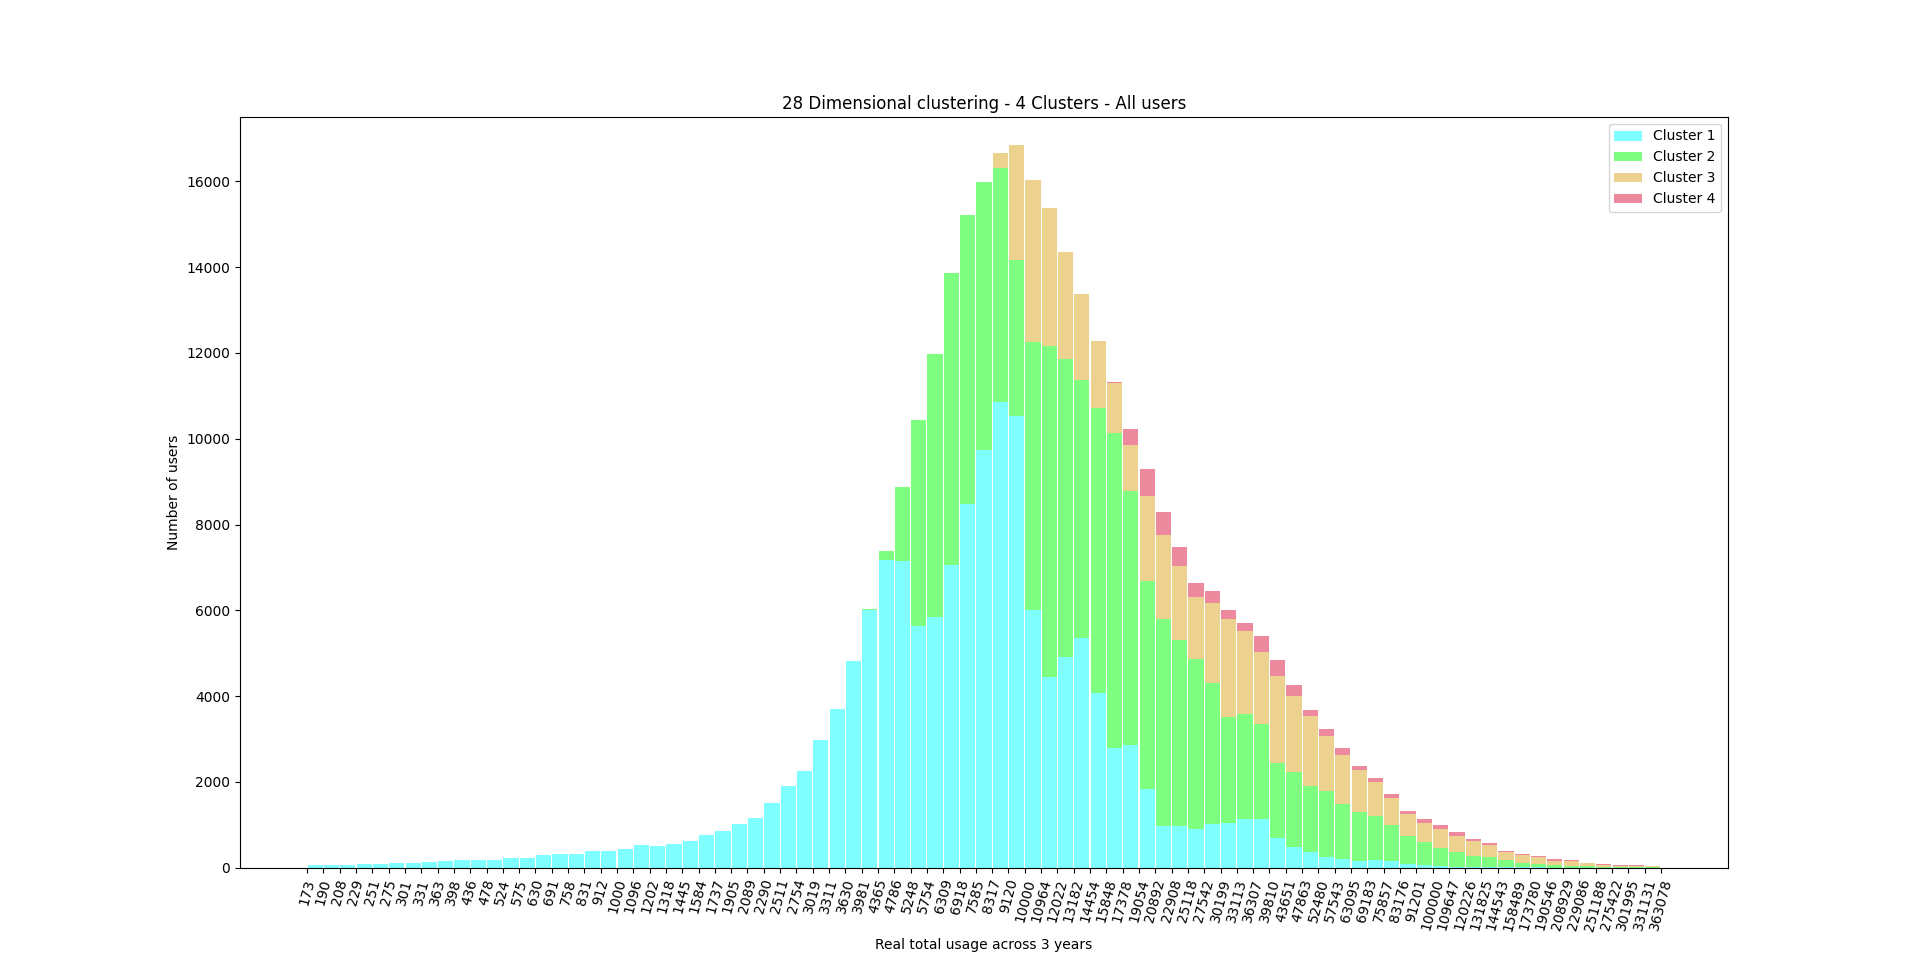 28 Dimensional clustering - 4 Clusters - All users
Cluster 1
Cluster 2
Cluster 3
Cluster 4
Number of users
16000
14000
12000
10000
8000
6000
4000
2000
0
173 190 208 229 251 275 301 331 363 398 436 478 524 575 630 691 758 831 912 1000 1096 1202 1318 1445 1584 1737 1905 2089 2290 2511 2754 3019 3311 3630 3981 4365 4786 5248 5754 6309 6918 7585 8317 9120 10000 10964 12022 13182 14454 15848 17378 19054 20892 22908 25118 27542 30199 33113 36307 39810 43651 47863 52480 57543 63095 69183 75857 83176 91201 100000 109647 120226 131825 144543 158489 173780 190546 208929 229086 251188 275422 301995 331131 363078
Real total usage across 3 years